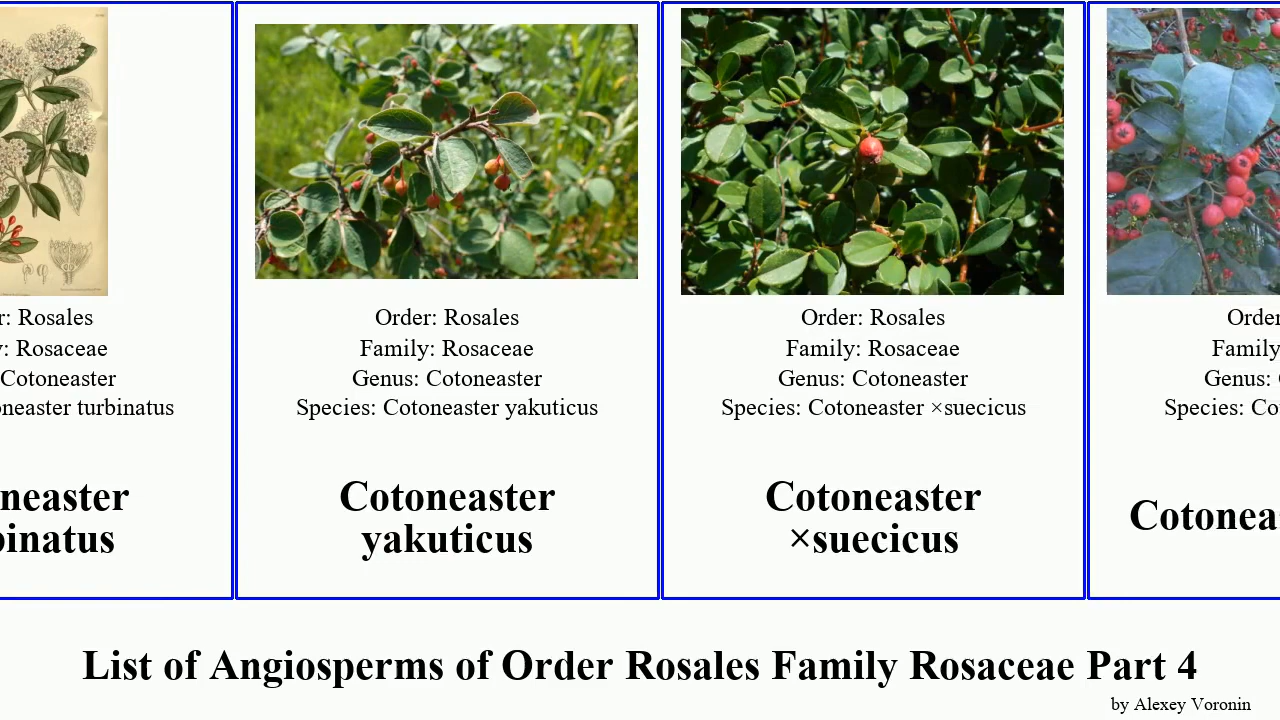 r: Rosales
y: Rosaceae
Cotoneaster
neaster turbinatus
neaster
binatus
Order: Rosales
Family: Rosaceae
Genus: Cotoneaster
Species: Cotoneaster yakuticus
Cotoneaster
yakuticus
Order: Rosales
Family: Rosaceae
Genus: Cotoneaster
Species: Cotoneaster ×suecicus
Cotoneaster
×suecicus
Order
Family
Genus:
Species: Co
Cotonea
List of Angiosperms of Order Rosales Family Rosaceae Part 4
by Alexey Voronin